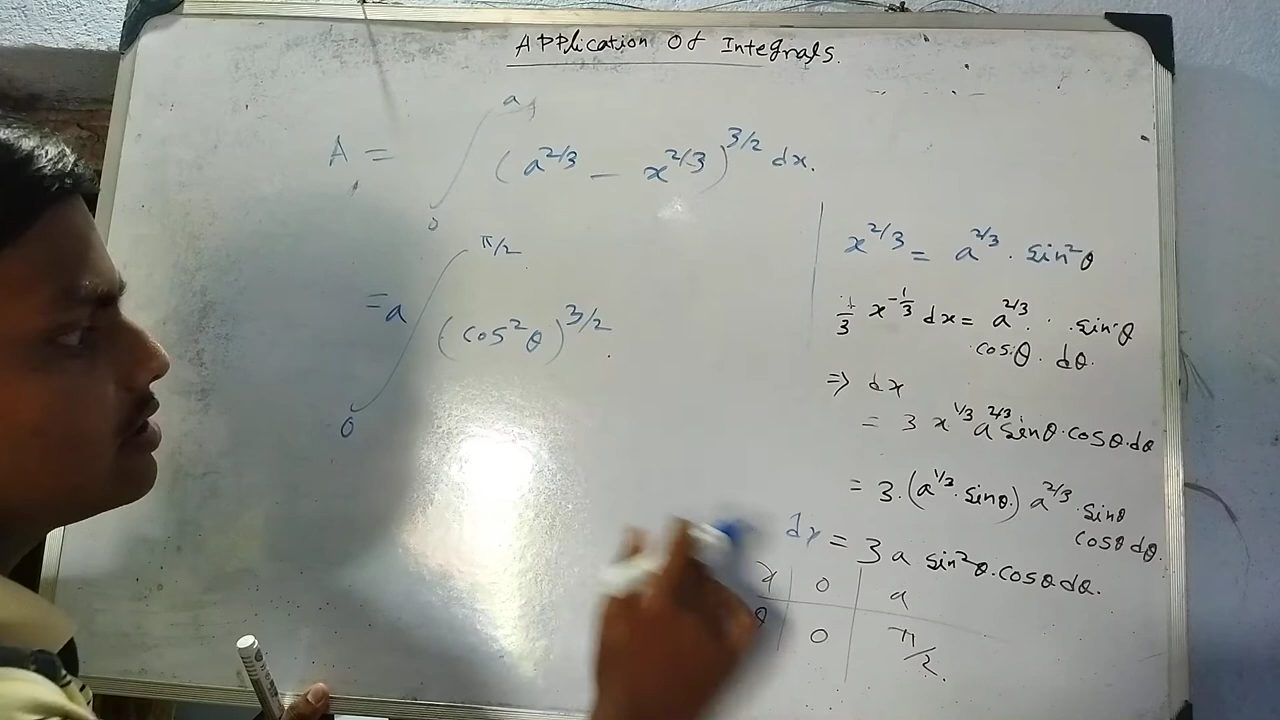 Application Of Integrals.
A = ∫₀ᵃ (a^2/3 - x^2/3)^3/2 dx.
= a ∫₀^π/2 (cos²θ)^3/2.
x^2/3 = a^2/3 . sin²θ
1/3 x^-1/3 dx = a^2/3 . sinθ
cosθ . dθ.
=> dx
= 3 x^1/3 a^2/3 sinθ.cosθ.dθ
= 3.(a^1/3 . sinθ.) a^2/3 . sinθ
cosθ dθ.
dx = 3a sin²θ.cosθ dθ.
x | 0 | a
θ | 0 | π/2.